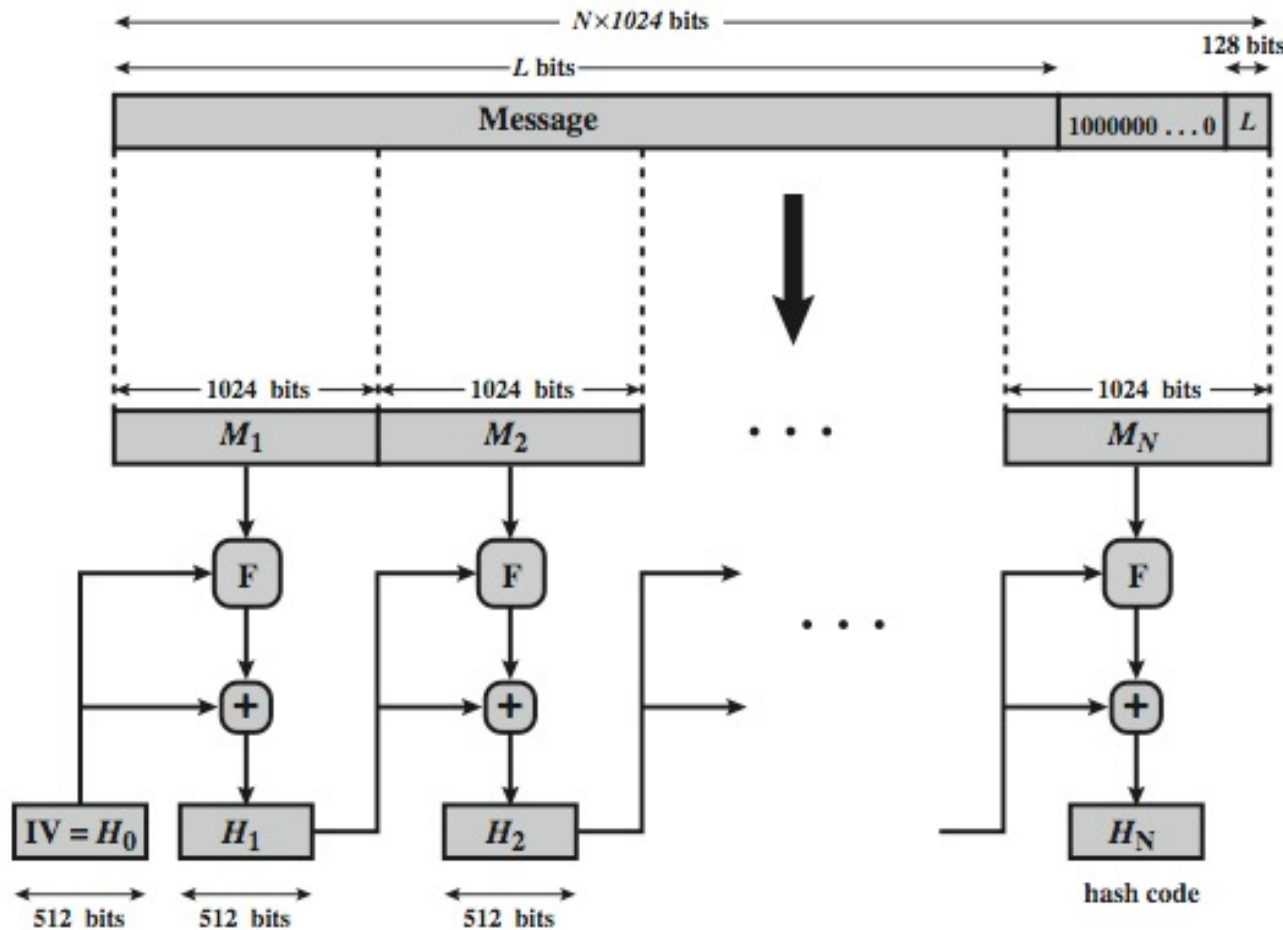 N×1024 bits
128 bits
L bits
Message
1000000 . . . 0
L
1024 bits
1024 bits
1024 bits
M1
M2
. . .
MN
F
F
F
. . .
+
+
+
IV = H0
H1
H2
HN
512 bits
512 bits
512 bits
hash code